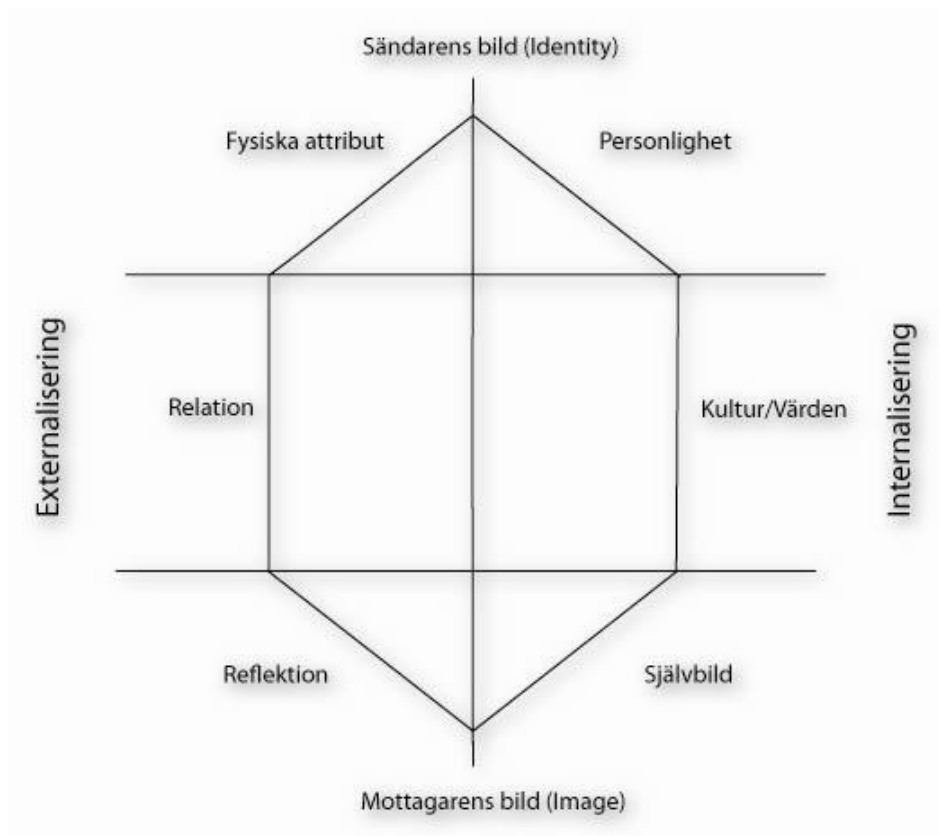 Sändarens bild (Identity)
Fysiska attribut
Personlighet
Externalisering
Relation
Kultur/Värden
Internalisering
Reflektion
Självbild
Mottagarens bild (Image)